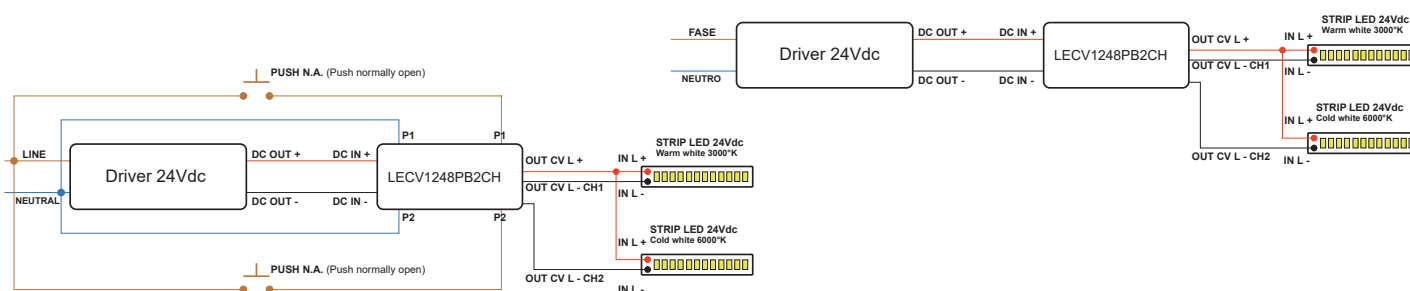 PUSH N.A. (Push normally open)
LINE
NEUTRAL
Driver 24Vdc
DC OUT +
DC OUT -
DC IN +
DC IN -
P1
P1
LECV1248PB2CH
P2
P2
OUT CV L +
OUT CV L - CH1
OUT CV L - CH2
STRIP LED 24Vdc
Warm white 3000°K
IN L +
IN L -
STRIP LED 24Vdc
Cold white 6000°K
IN L +
IN L -
PUSH N.A. (Push normally open)
FASE
NEUTRO
Driver 24Vdc
DC OUT +
DC OUT -
DC IN +
DC IN -
LECV1248PB2CH
OUT CV L +
OUT CV L - CH1
OUT CV L - CH2
STRIP LED 24Vdc
Warm white 3000°K
IN L +
IN L -
STRIP LED 24Vdc
Cold white 6000°K
IN L +
IN L -